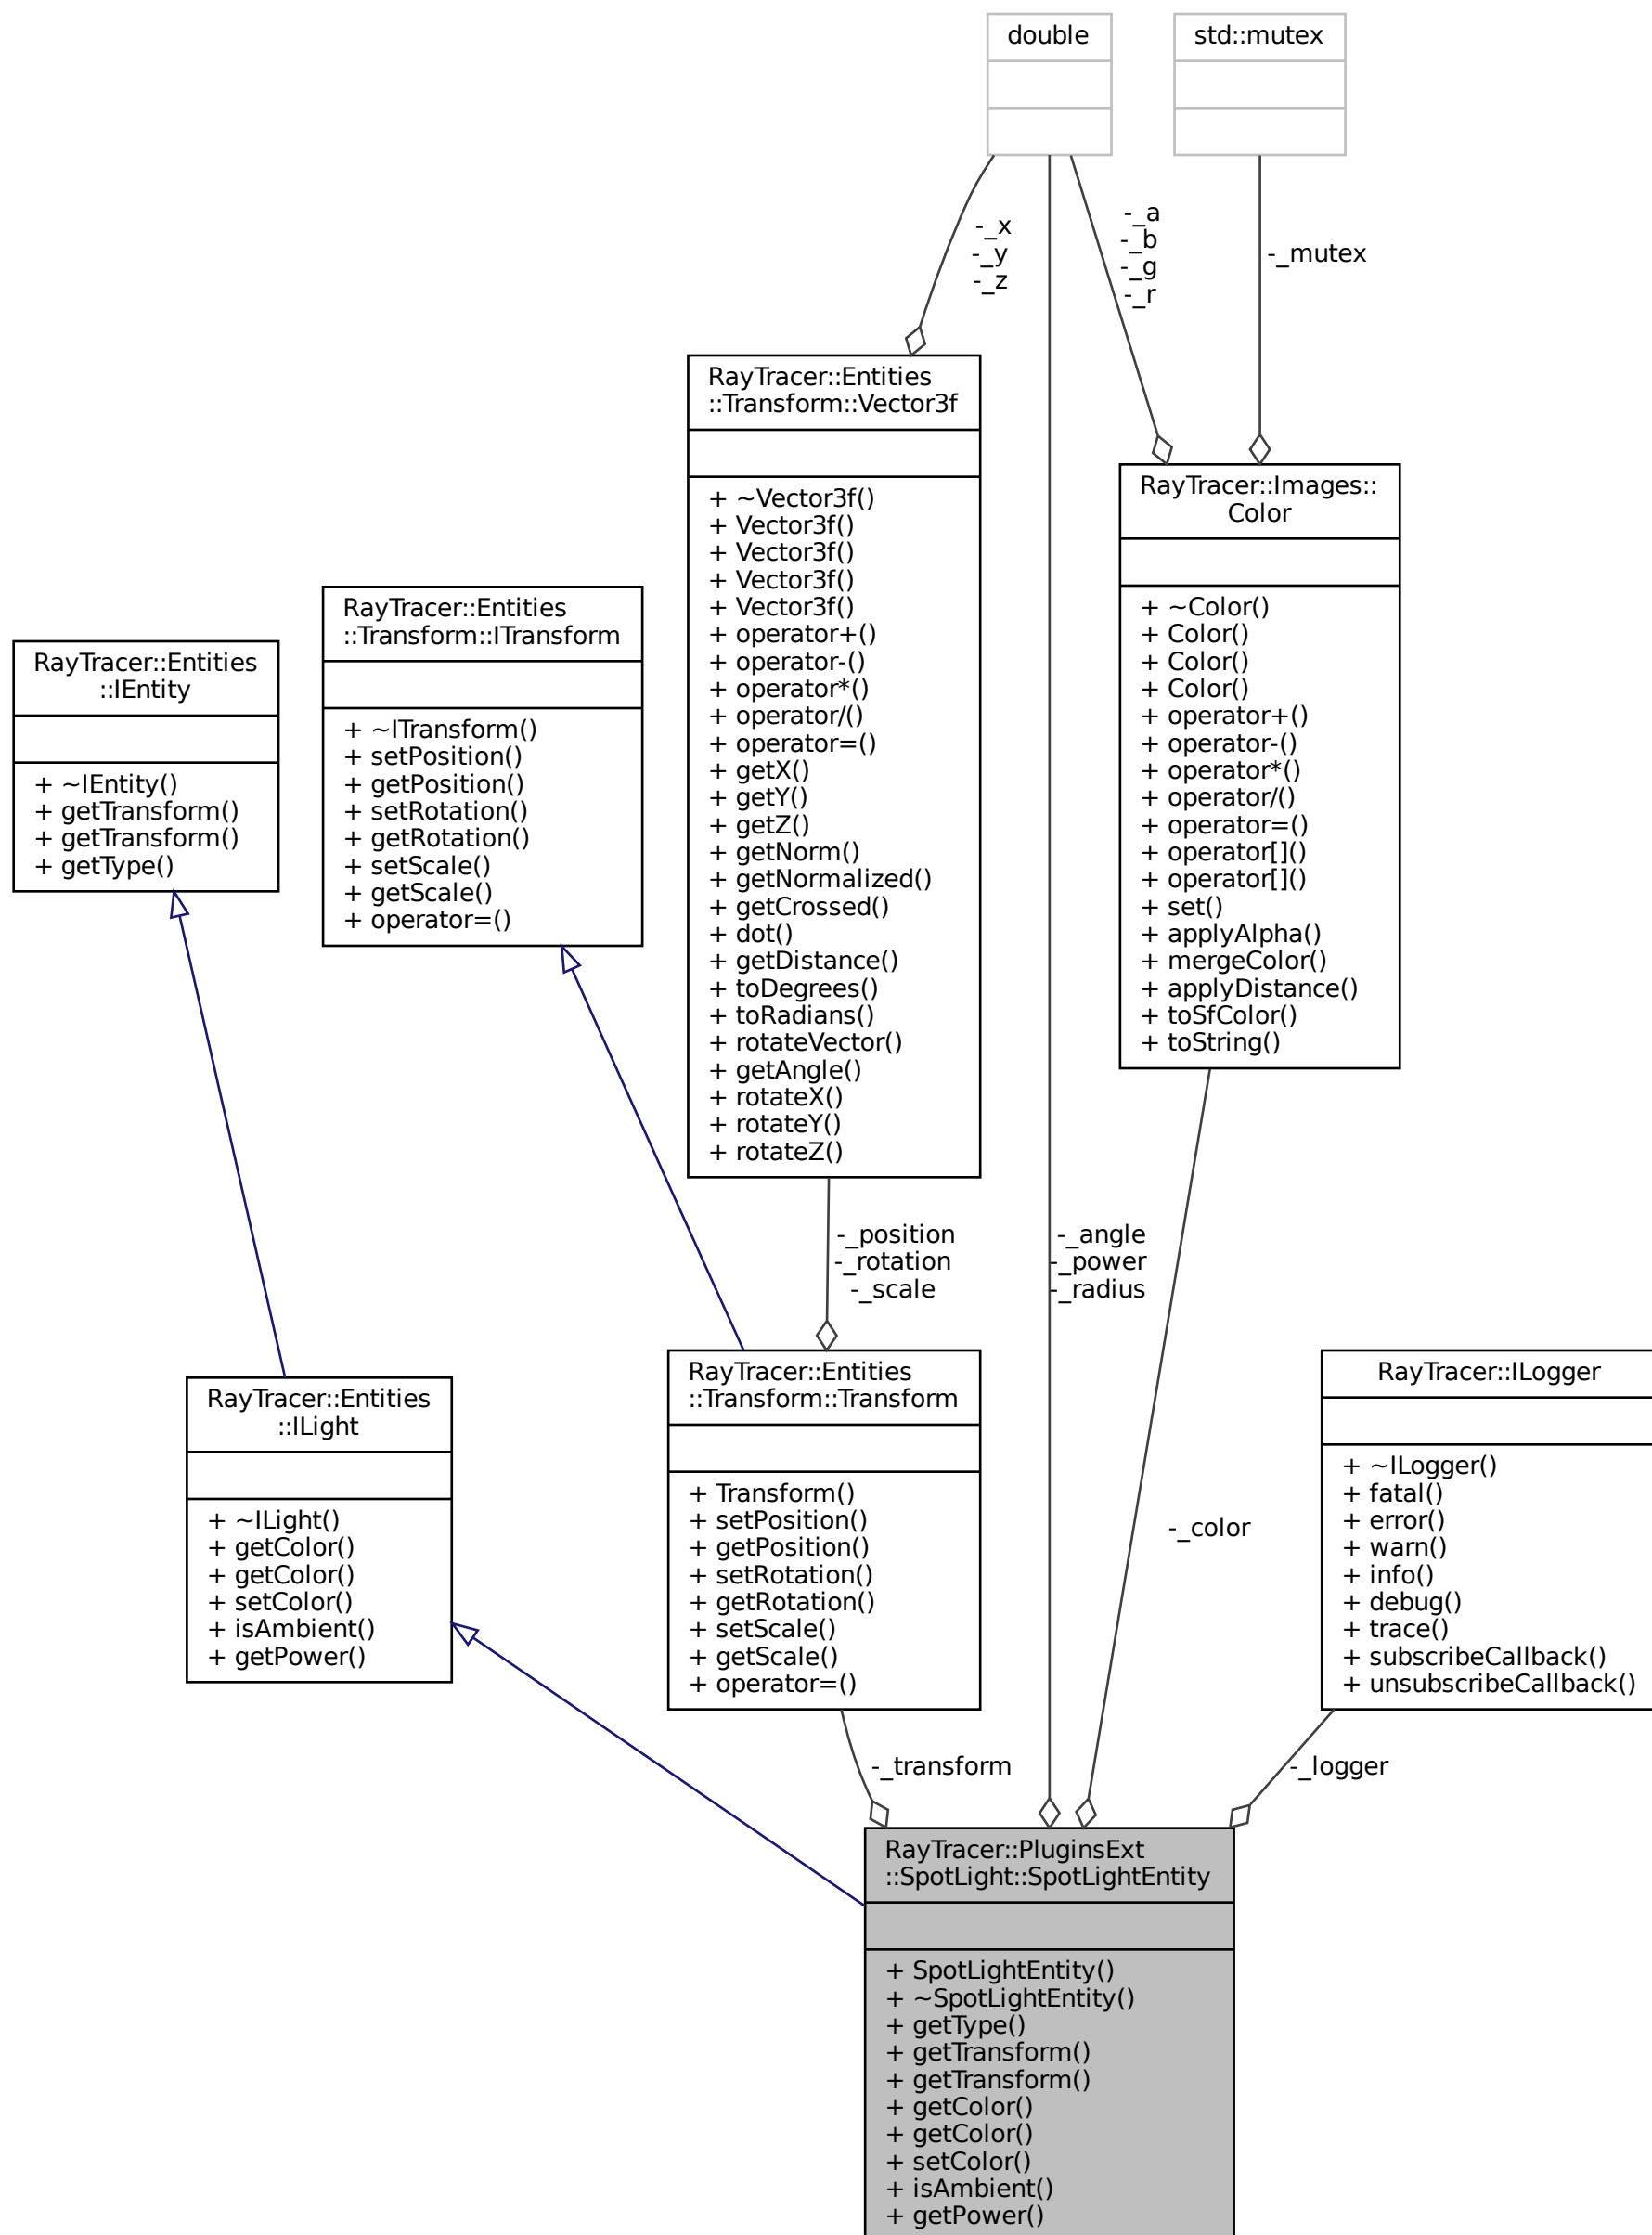 double
std::mutex
-_x
-_y
-_z
-_a
-_b
-_g
-_r
-_mutex
RayTracer::Entities
::Transform::Vector3f
+ ~Vector3f()
+ Vector3f()
+ Vector3f()
+ Vector3f()
+ Vector3f()
+ operator+()
+ operator-()
+ operator*()
+ operator/()
+ operator=()
+ getX()
+ getY()
+ getZ()
+ getNorm()
+ getNormalized()
+ getCrossed()
+ dot()
+ getDistance()
+ toDegrees()
+ toRadians()
+ rotateVector()
+ getAngle()
+ rotateX()
+ rotateY()
+ rotateZ()
RayTracer::Images::
Color
+ ~Color()
+ Color()
+ Color()
+ Color()
+ operator+()
+ operator-()
+ operator*()
+ operator/()
+ operator=()
+ operator[]()
+ operator[]()
+ set()
+ applyAlpha()
+ mergeColor()
+ applyDistance()
+ toSfColor()
+ toString()
RayTracer::Entities
::Transform::ITransform
+ ~ITransform()
+ setPosition()
+ getPosition()
+ setRotation()
+ getRotation()
+ setScale()
+ getScale()
+ operator=()
RayTracer::Entities
::IEntity
+ ~IEntity()
+ getTransform()
+ getTransform()
+ getType()
-_position
-_rotation
-_scale
-_angle
-_power
-_radius
RayTracer::Entities
::ILight
+ ~ILight()
+ getColor()
+ getColor()
+ setColor()
+ isAmbient()
+ getPower()
RayTracer::Entities
::Transform::Transform
+ Transform()
+ setPosition()
+ getPosition()
+ setRotation()
+ getRotation()
+ setScale()
+ getScale()
+ operator=()
-_color
RayTracer::ILogger
+ ~ILogger()
+ fatal()
+ error()
+ warn()
+ info()
+ debug()
+ trace()
+ subscribeCallback()
+ unsubscribeCallback()
-_transform
-_logger
RayTracer::PluginsExt
::SpotLight::SpotLightEntity
+ SpotLightEntity()
+ ~SpotLightEntity()
+ getType()
+ getTransform()
+ getTransform()
+ getColor()
+ getColor()
+ setColor()
+ isAmbient()
+ getPower()